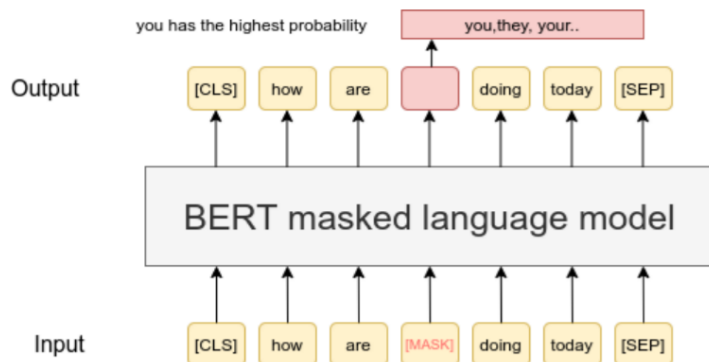 you has the highest probability
you,they, your..
Output
[CLS] how are doing today [SEP]
BERT masked language model
Input
[CLS] how are [MASK] doing today [SEP]